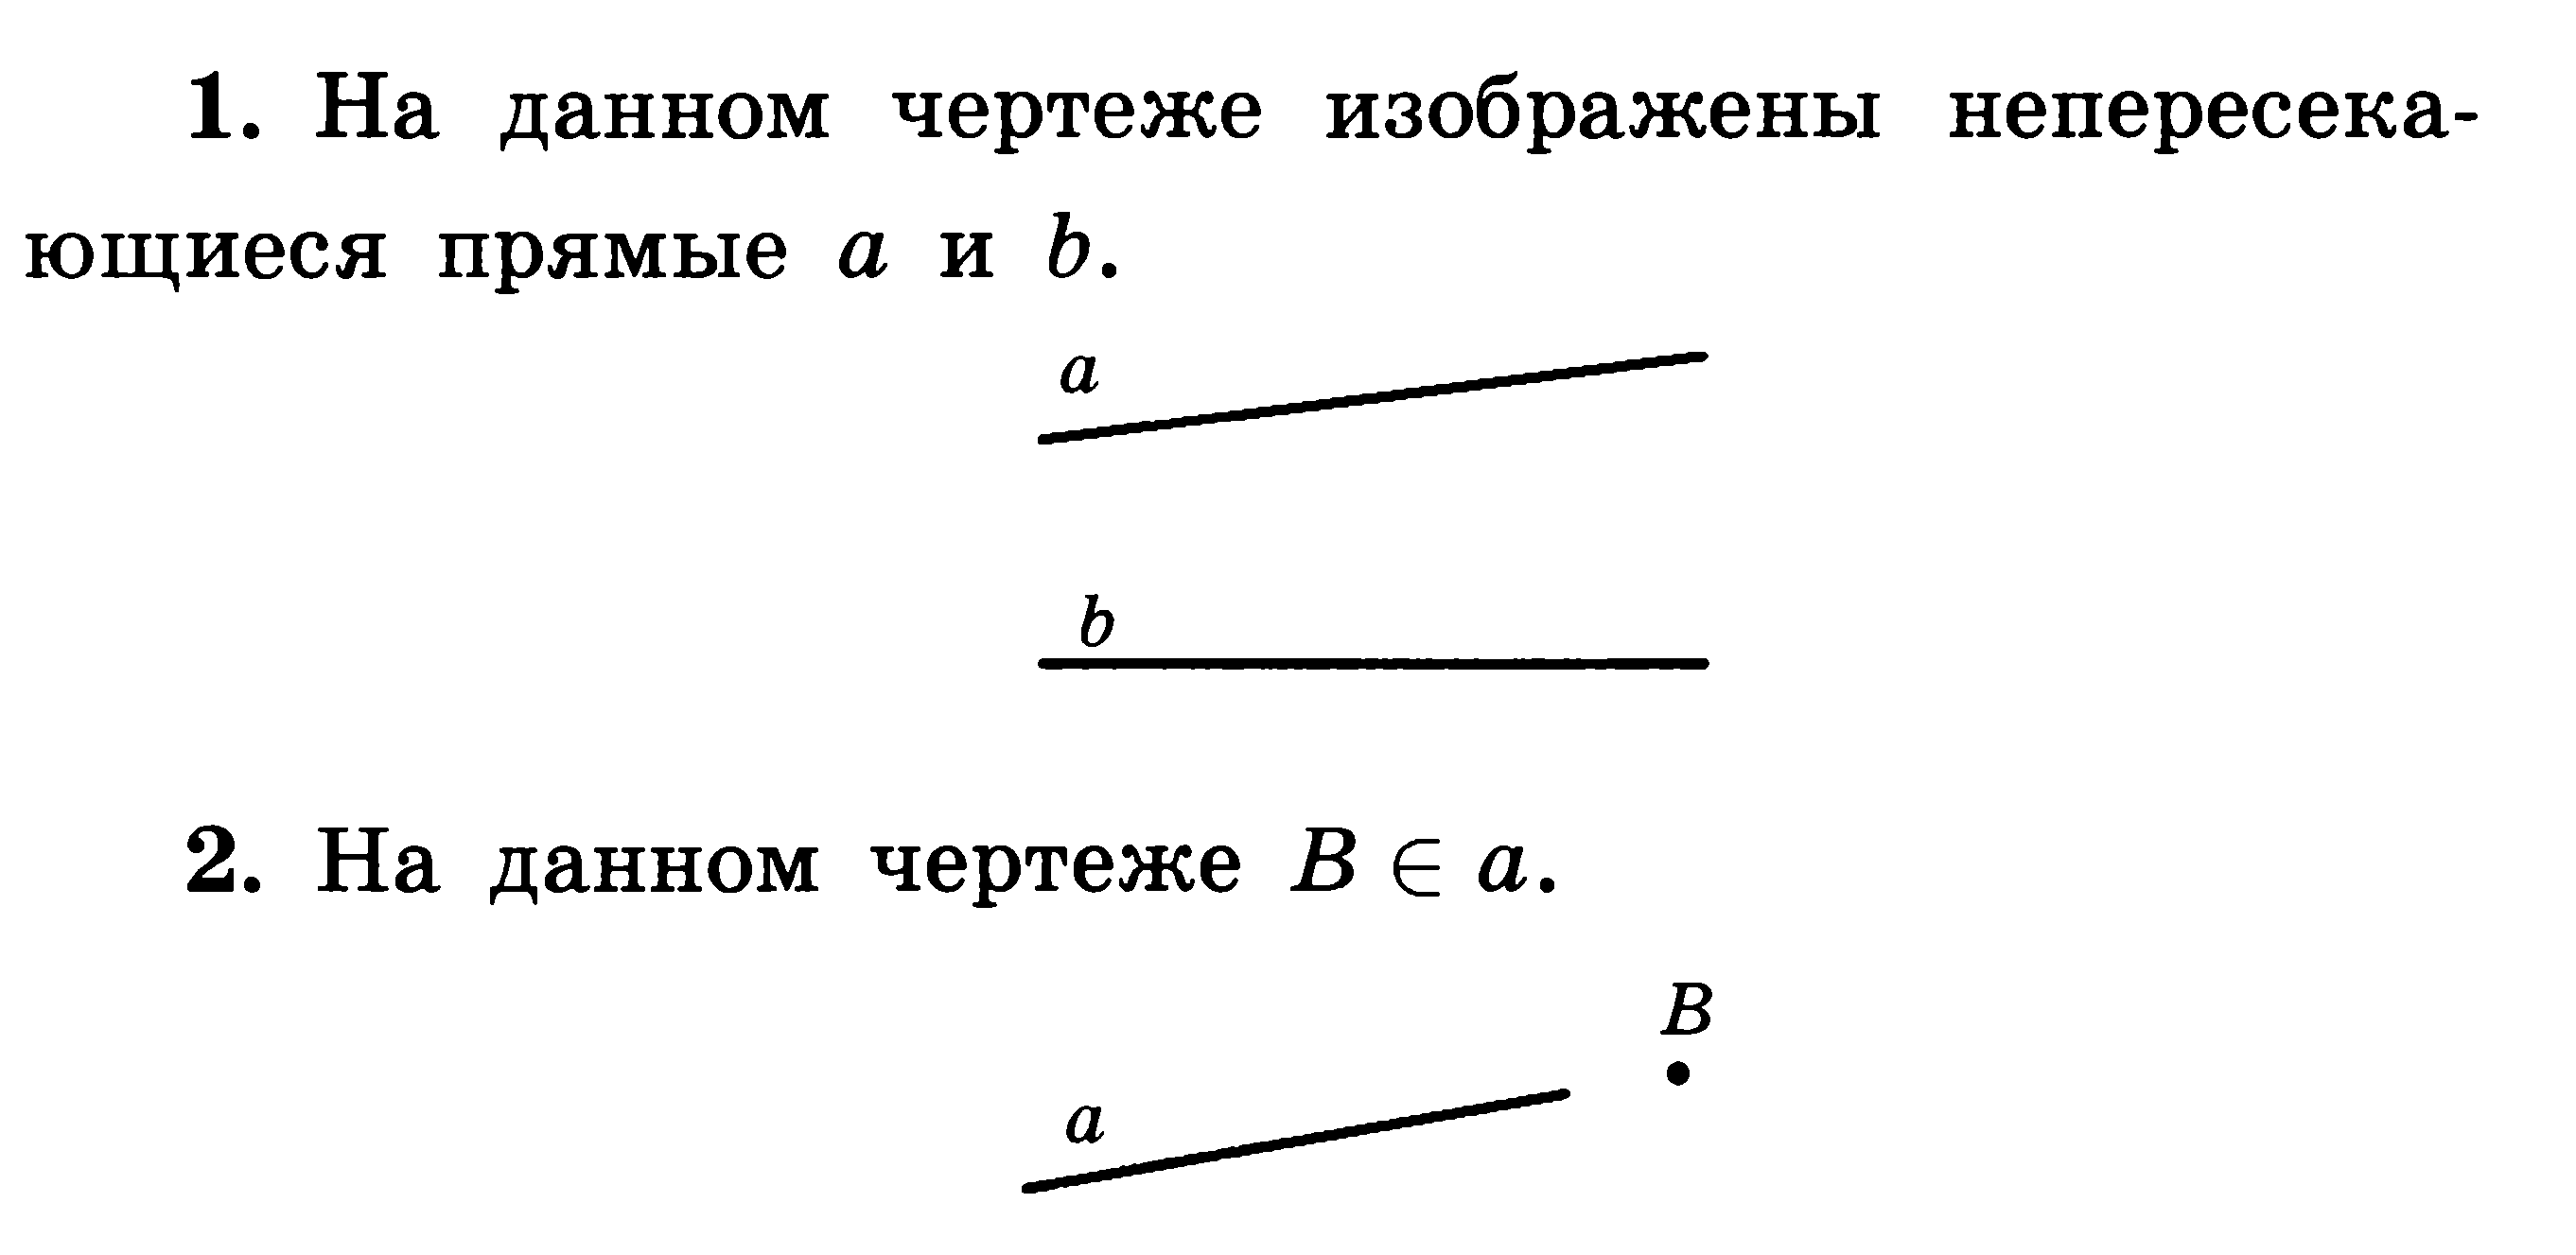 1. На данном чертеже изображены непересека-
ющиеся прямые a и b.
a
b
2. На данном чертеже B ∈ a.
B
a